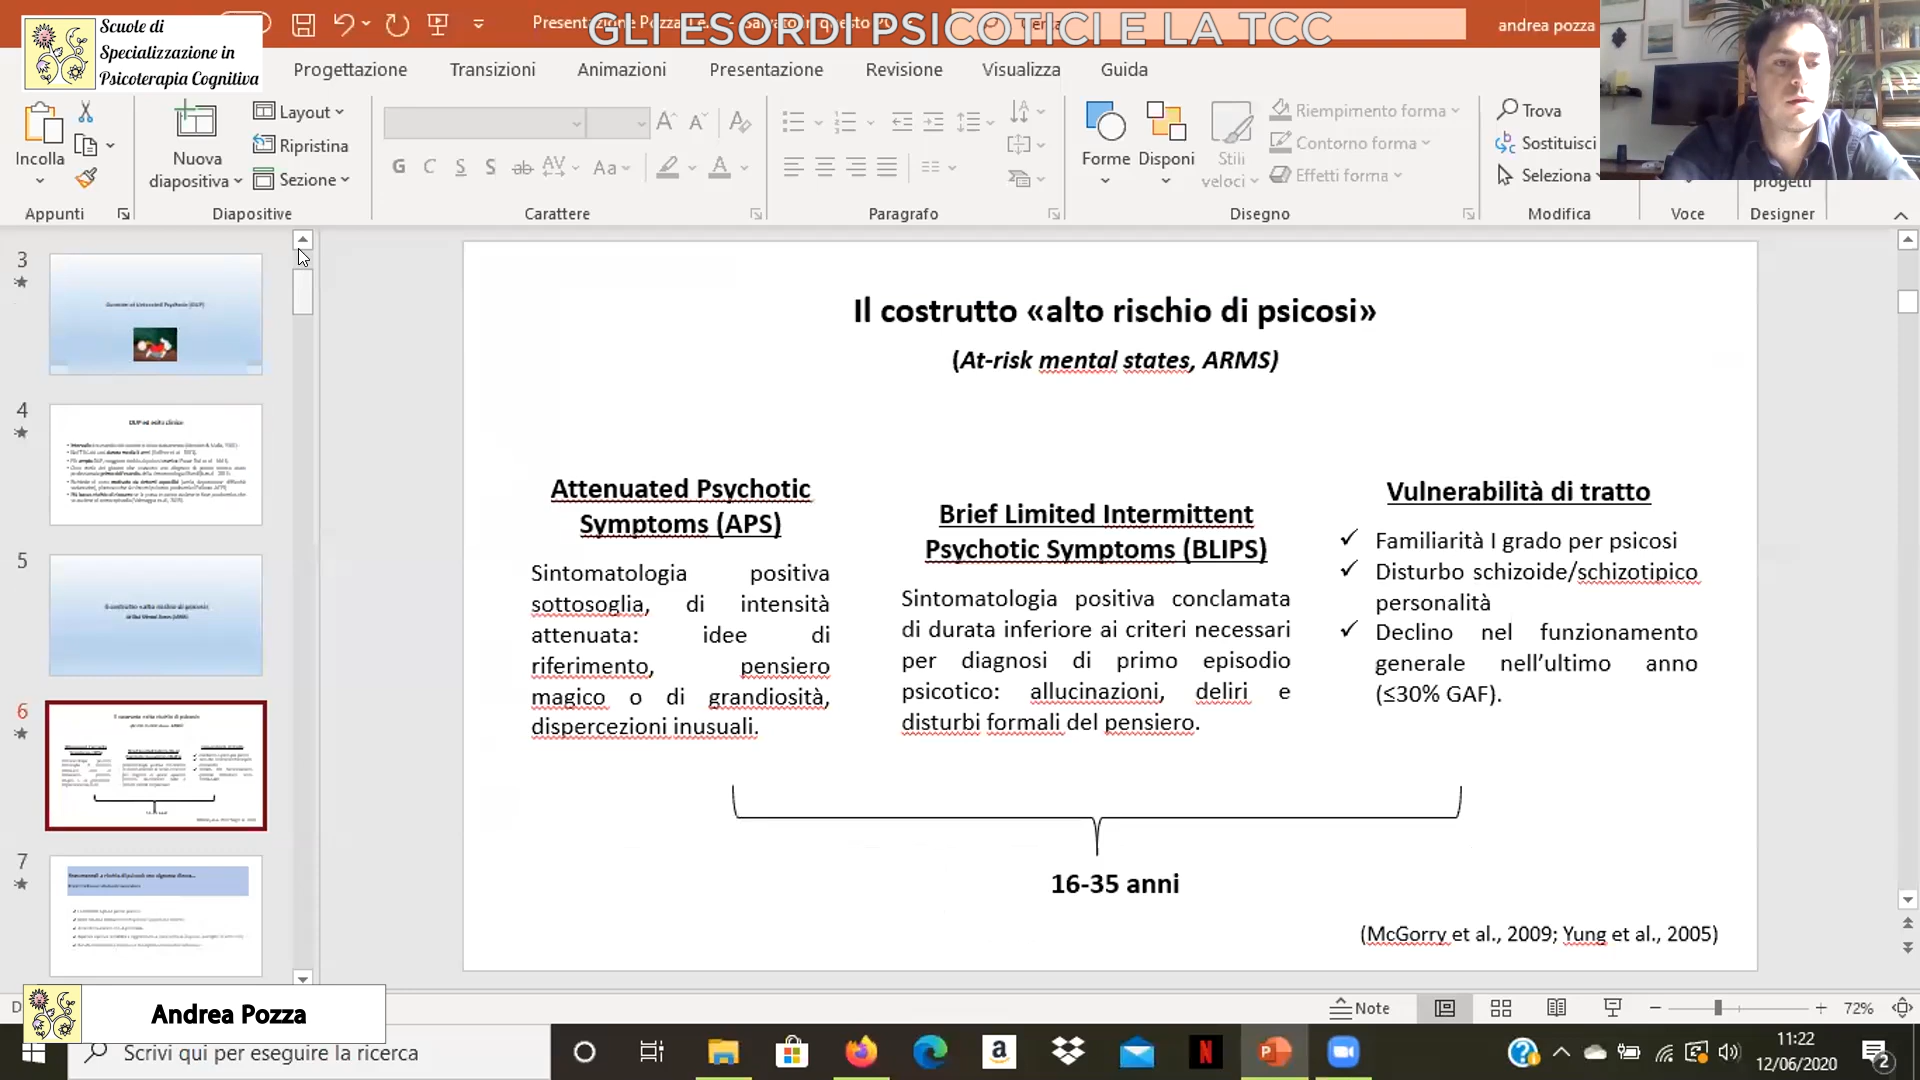 Scuole di
Specializzazione in
Psicoterapia Cognitiva
GLI ESORDI PSICOTICI E LA TCC
andrea pozza
Progettazione
Transizioni
Animazioni
Presentazione
Revisione
Visualizza
Guida
Incolla
Nuova
diapositiva
Layout
Ripristina
Sezione
Riempimento forma
Contorno forma
Effetti forma
Forme
Disponi
Stili
veloci
Trova
Sostituisci
Seleziona
progetti
Appunti
Diapositive
Carattere
Paragrafo
Disegno
Modifica
Voce
Designer
3
4
5
6
7
Il costrutto «alto rischio di psicosi»
(At-risk mental states, ARMS)
Attenuated Psychotic
Symptoms (APS)
Sintomatologia positiva
sottosoglia, di intensità
attenuata: idee di
riferimento, pensiero
magico o di grandiosità,
dispercezioni inusuali.
Brief Limited Intermittent
Psychotic Symptoms (BLIPS)
Sintomatologia positiva conclamata
di durata inferiore ai criteri necessari
per diagnosi di primo episodio
psicotico: allucinazioni, deliri e
disturbi formali del pensiero.
Vulnerabilità di tratto
✓ Familiarità I grado per psicosi
✓ Disturbo schizoide/schizotipico
personalità
✓ Declino nel funzionamento
generale nell’ultimo anno
(≤30% GAF).
16-35 anni
(McGorry et al., 2009; Yung et al., 2005)
Andrea Pozza
Note
72%
Scrivi qui per eseguire la ricerca
11:22
12/06/2020
2